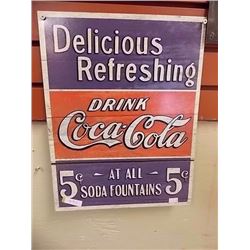 Delicious
Refreshing
DRINK
Coca-Cola
5¢ AT ALL 5¢
SODA FOUNTAINS